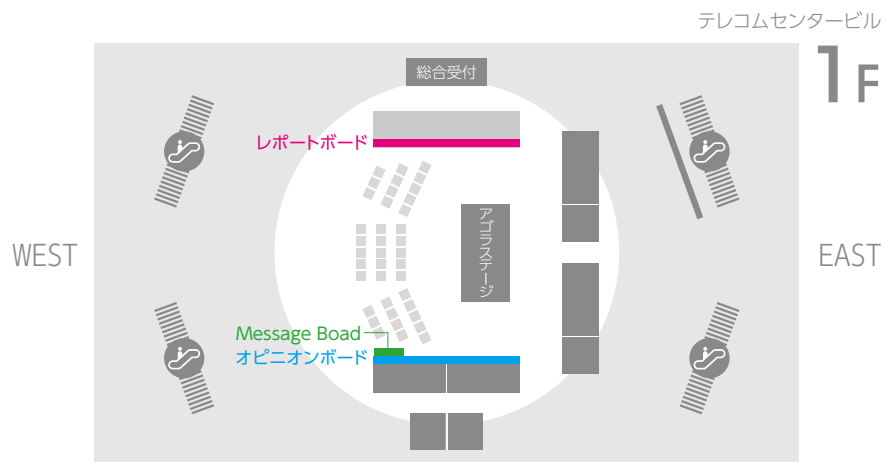 テレコムセンタービル
1F
総合受付
レポートボード
アゴラステージ
WEST
EAST
Message Boad
オピニオンボード